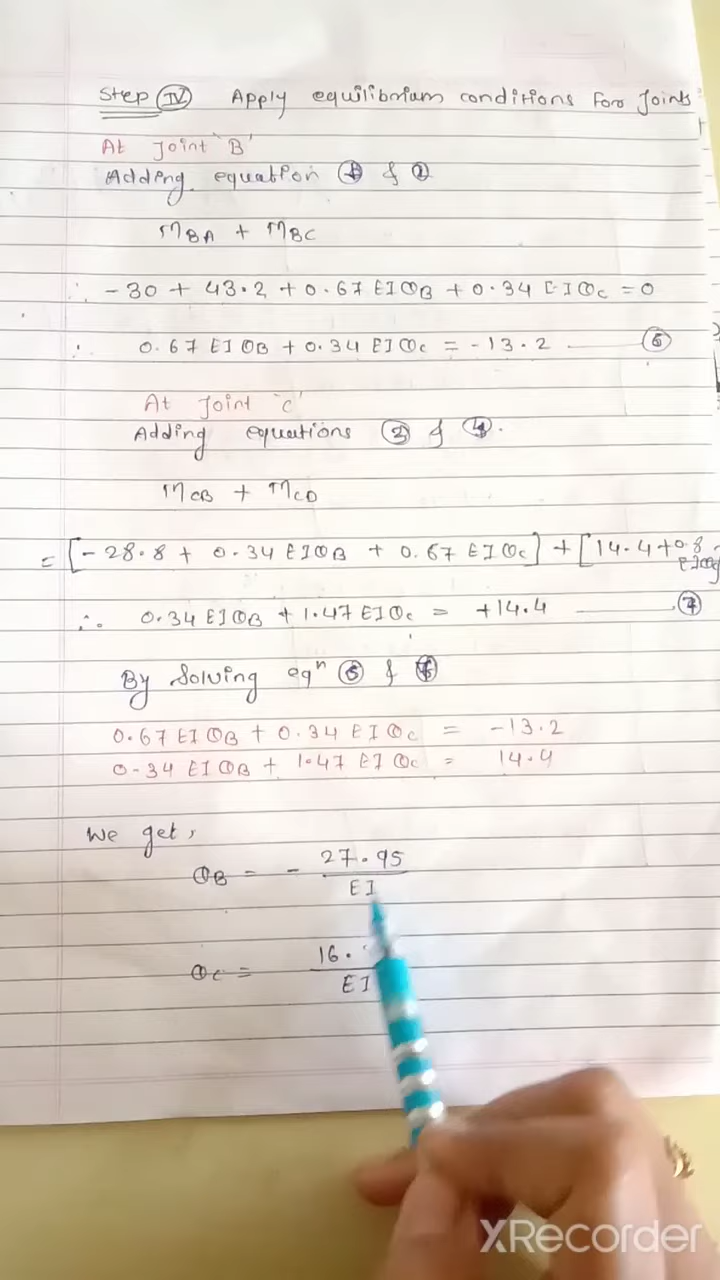 Step IV Apply equilibrium conditions For Joints
At Joint 'B'
Adding equation ① & ②
MBA + MBC
∴ -30 + 43.2 + 0.67 EIθB + 0.34 EIθc = 0
∴ 0.67 EIθB + 0.34 EIθc = -13.2 ⑥
At Joint 'c'
Adding equations ③ & ④.
MCB + MCD
= [-28.8 + 0.34 EIθB + 0.67 EIθc] + [14.4+0.8 EIθc]
∴ 0.34 EIθB + 1.47 EIθc = +14.4 ⑦
By Solving eqⁿ ⑥ & ⑦
0.67 EIθB + 0.34 EIθc = -13.2
0.34 EIθB + 1.47 EIθc = 14.4
We get,
θB = - 27.95
EI
θc = 16.
EI
XRecorder